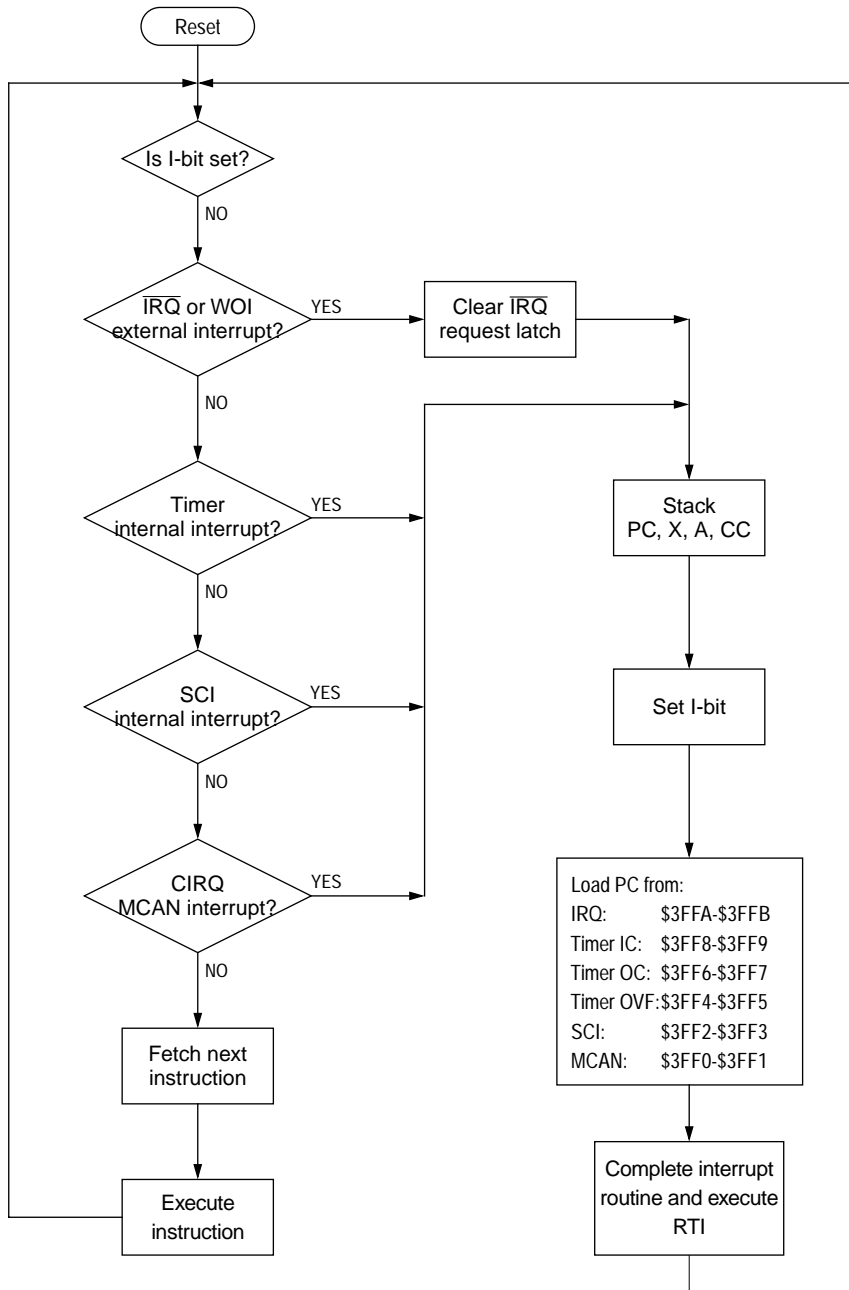 Reset
Is I-bit set?
NO
IRQ or WOI
external interrupt?
YES
Clear IRQ
request latch
NO
Timer
internal interrupt?
YES
Stack
PC, X, A, CC
NO
SCI
internal interrupt?
YES
Set I-bit
NO
CIRQ
MCAN interrupt?
YES
Load PC from:
IRQ: $3FFA-$3FFB
Timer IC: $3FF8-$3FF9
Timer OC: $3FF6-$3FF7
Timer OVF:$3FF4-$3FF5
SCI: $3FF2-$3FF3
MCAN: $3FF0-$3FF1
NO
Fetch next
instruction
Complete interrupt
routine and execute
RTI
Execute
instruction